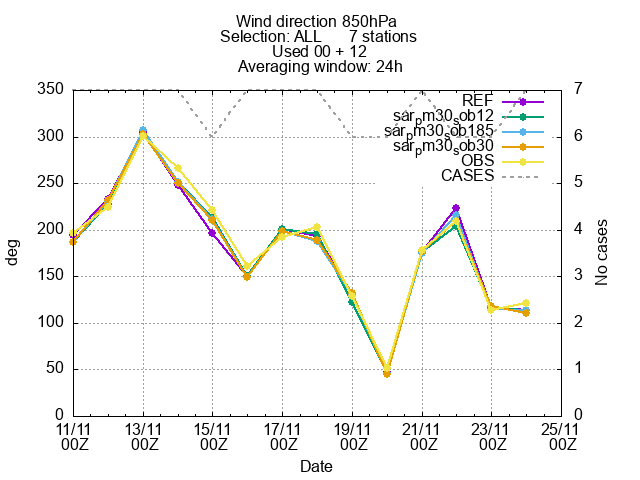 Wind direction 850hPa
Selection: ALL 7 stations
Used 00 + 12
Averaging window: 24h
REF
sar_pm30_sob12
sar_pm30_sob185
sar_pm30_sob30
OBS
CASES
350
300
250
200
150
100
50
0
deg
7
6
5
4
3
2
1
0
No cases
11/11 13/11 15/11 17/11 19/11 21/11 23/11 25/11
00Z 00Z 00Z 00Z 00Z 00Z 00Z 00Z
Date